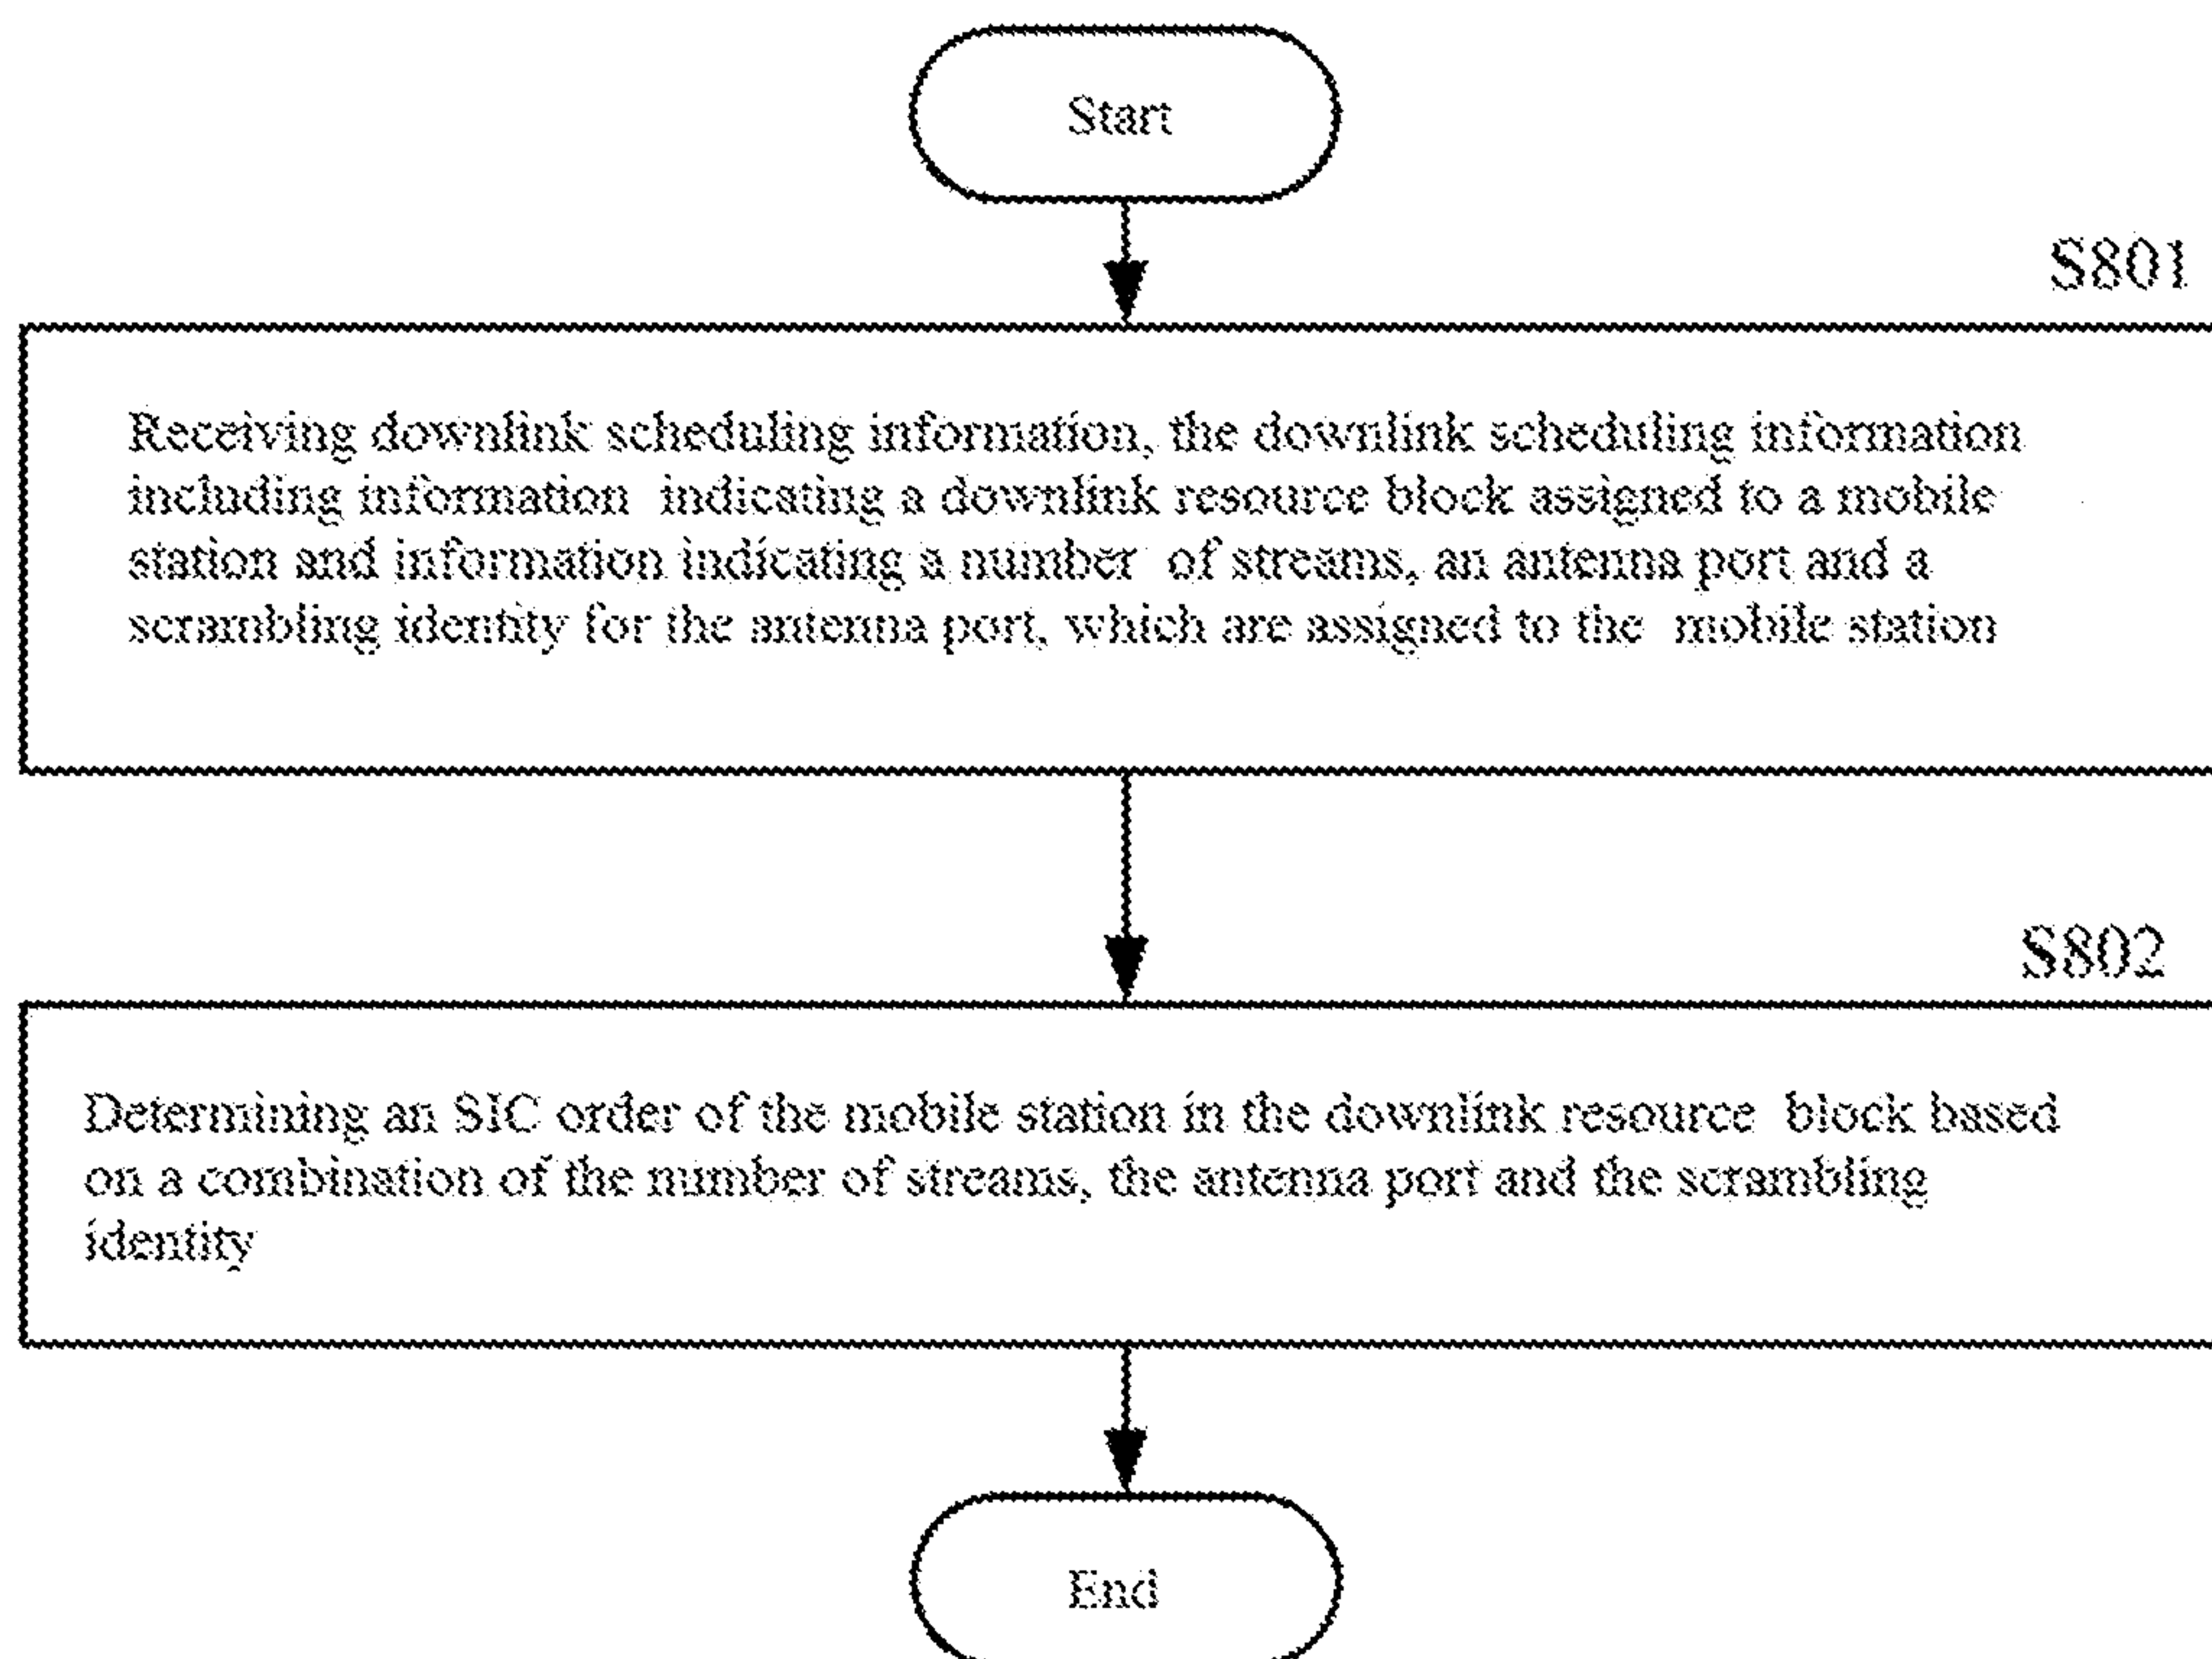 Start
S801
Receiving downlink scheduling information, the downlink scheduling information
including information indicating a downlink resource block assigned to a mobile
station and information indicating a number of streams, an antenna port and a
scrambling identity for the antenna port, which are assigned to the mobile station
S802
Determining an SIC order of the mobile station in the downlink resource block based
on a combination of the number of streams, the antenna port and the scrambling
identity
End